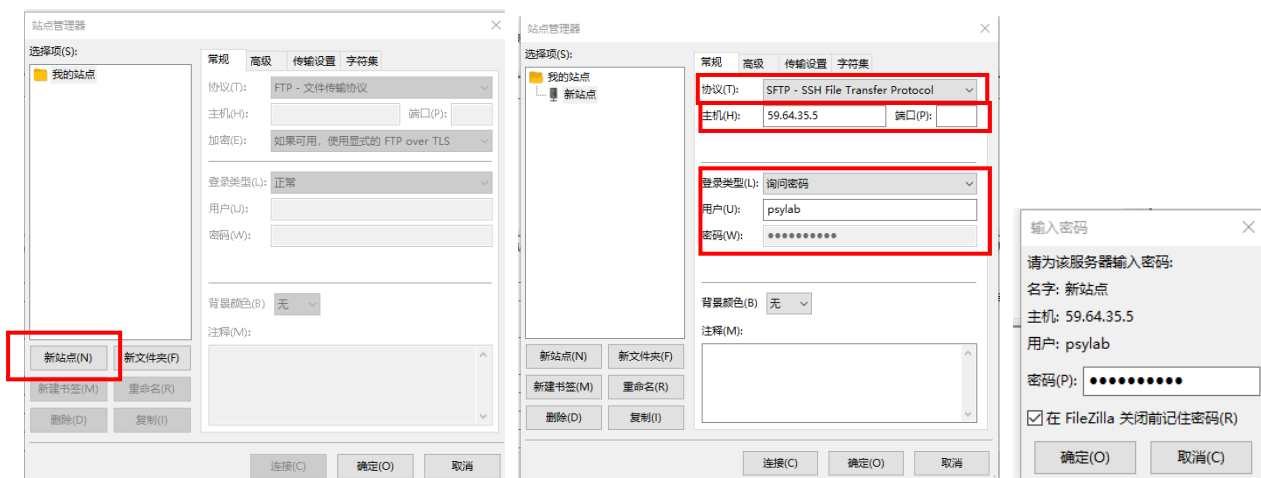 站点管理器
选择项(S):
我的站点
新站点(N) 新文件夹(F)
新建书签(M) 重命名(R)
删除(D) 复制(I)
常规 高级 传输设置 字符集
协议(T): FTP - 文件传输协议
主机(H): 端口(P):
加密(E): 如果可用，使用显式的 FTP over TLS
登录类型(L): 正常
用户(U):
密码(W):
背景颜色(B) 无
注释(M):
连接(C) 确定(O) 取消
站点管理器
选择项(S):
我的站点
新站点
新站点(N) 新文件夹(F)
新建书签(M) 重命名(R)
删除(D) 复制(I)
常规 高级 传输设置 字符集
协议(T): SFTP - SSH File Transfer Protocol
主机(H): 59.64.35.5 端口(P):
登录类型(L): 询问密码
用户(U): psylab
密码(W): ●●●●●●●●●●
背景颜色(B) 无
注释(M):
连接(C) 确定(O) 取消
输入密码
请为该服务器输入密码:
名字: 新站点
主机: 59.64.35.5
用户: psylab
密码(P): ●●●●●●●●●●
在 FileZilla 关闭前记住密码(R)
确定(O) 取消(C)